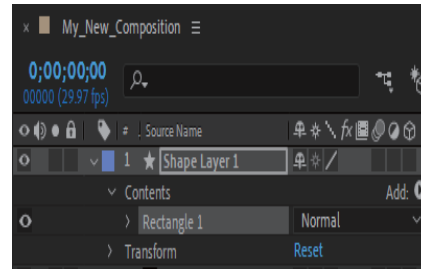 My_New_Composition
0;00;00;00
00000 (29.97 fps)
# Source Name fx
1 Shape Layer 1
Contents Add:
Rectangle 1 Normal
Transform Reset